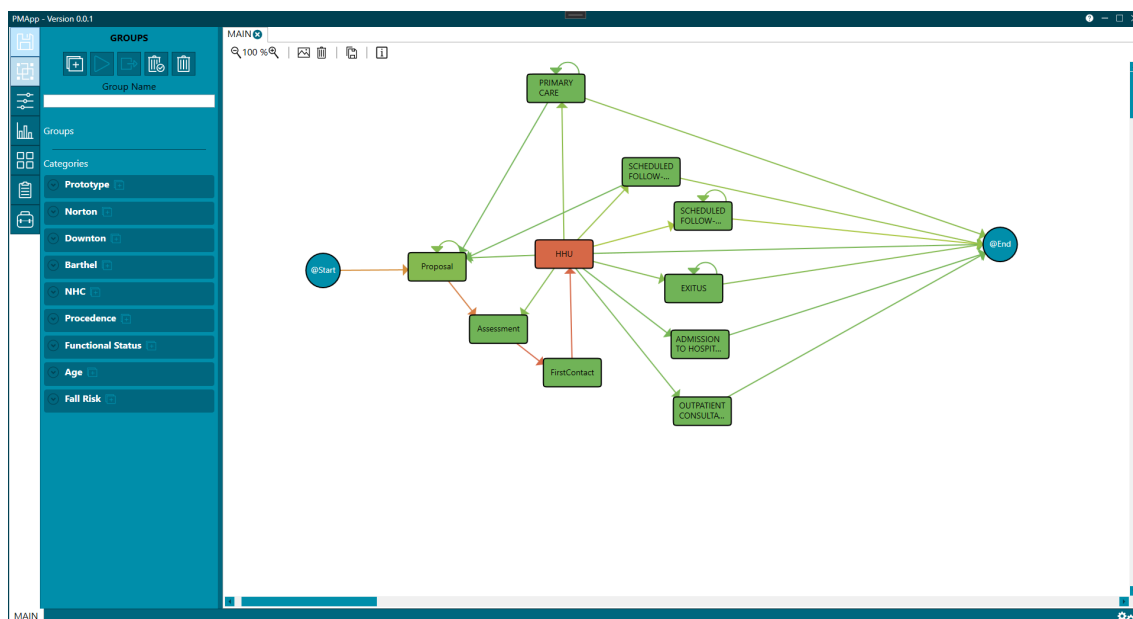 PMApp - Version 0.0.1
GROUPS
Group Name
Groups
Categories
Prototype
Norton
Downton
Barthel
NHC
Procedence
Functional Status
Age
Fall Risk
MAIN
100 %
PRIMARY
CARE
SCHEDULED
FOLLOW-...
SCHEDULED
FOLLOW-...
@Start
Proposal
HHU
@End
EXITUS
Assessment
ADMISSION
TO HOSPIT...
FirstContact
OUTPATIENT
CONSULTA...
MAIN